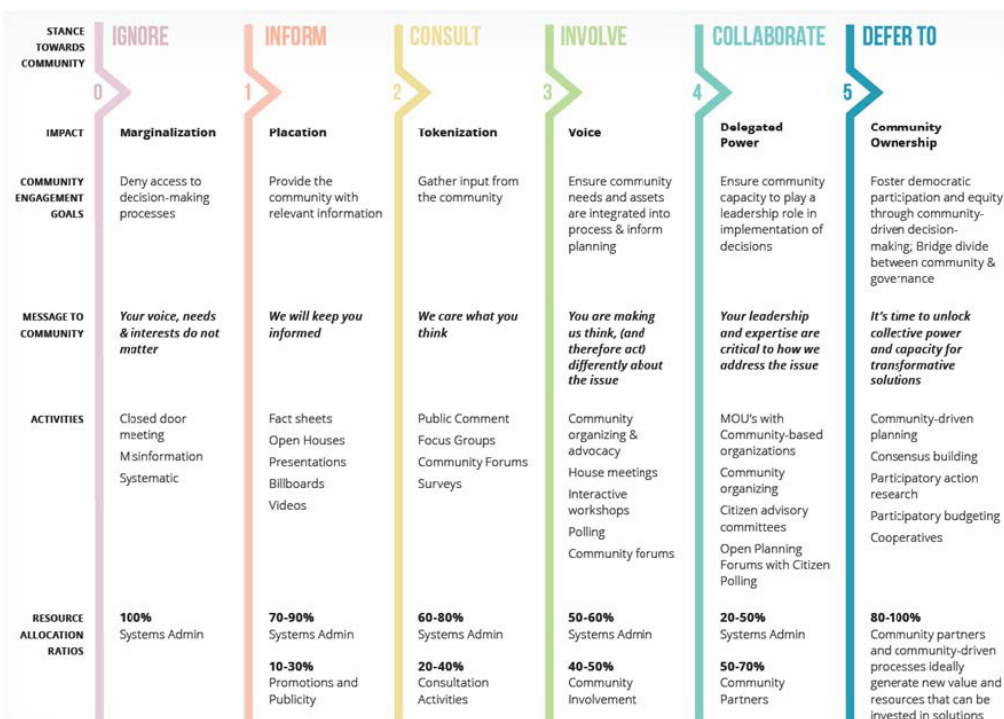 STANCE
TOWARDS
COMMUNITY
IGNORE
INFORM
CONSULT
INVOLVE
COLLABORATE
DEFER TO
0
1
2
3
4
5
IMPACT
Marginalization
Placation
Tokenization
Voice
Delegated
Power
Community
Ownership
COMMUNITY
ENGAGEMENT
GOALS
Deny access to
decision-making
processes
Provide the
community with
relevant information
Gather input from
the community
Ensure community
needs and assets
are integrated into
process & inform
planning
Ensure community
capacity to play a
leadership role in
implementation of
decisions
Foster democratic
participation and equity
through community-
driven decision-
making; Bridge divide
between community &
governance
MESSAGE TO
COMMUNITY
Your voice, needs
& interests do not
matter
We will keep you
informed
We care what you
think
You are making
us think, (and
therefore act)
differently about
the issue
Your leadership
and expertise are
critical to how we
address the issue
It's time to unlock
collective power
and capacity for
transformative
solutions
ACTIVITIES
Closed door
meeting
Misinformation
Systematic
Fact sheets
Open Houses
Presentations
Billboards
Videos
Public Comment
Focus Groups
Community Forums
Surveys
Community
organizing &
advocacy
House meetings
Interactive
workshops
Polling
Community forums
MOU's with
Community-based
organizations
Community
organizing
Citizen advisory
committees
Open Planning
Forums with Citizen
Polling
Community-driven
planning
Consensus building
Participatory action
research
Participatory budgeting
Cooperatives
RESOURCE
ALLOCATION
RATIOS
100%
Systems Admin
70-90%
Systems Admin
10-30%
Promotions and
Publicity
60-80%
Systems Admin
20-40%
Consultation
Activities
50-60%
Systems Admin
40-50%
Community
Involvement
20-50%
Systems Admin
50-70%
Community
Partners
80-100%
Community partners
and community-driven
processes ideally
generate new value and
resources that can be
invested in solutions